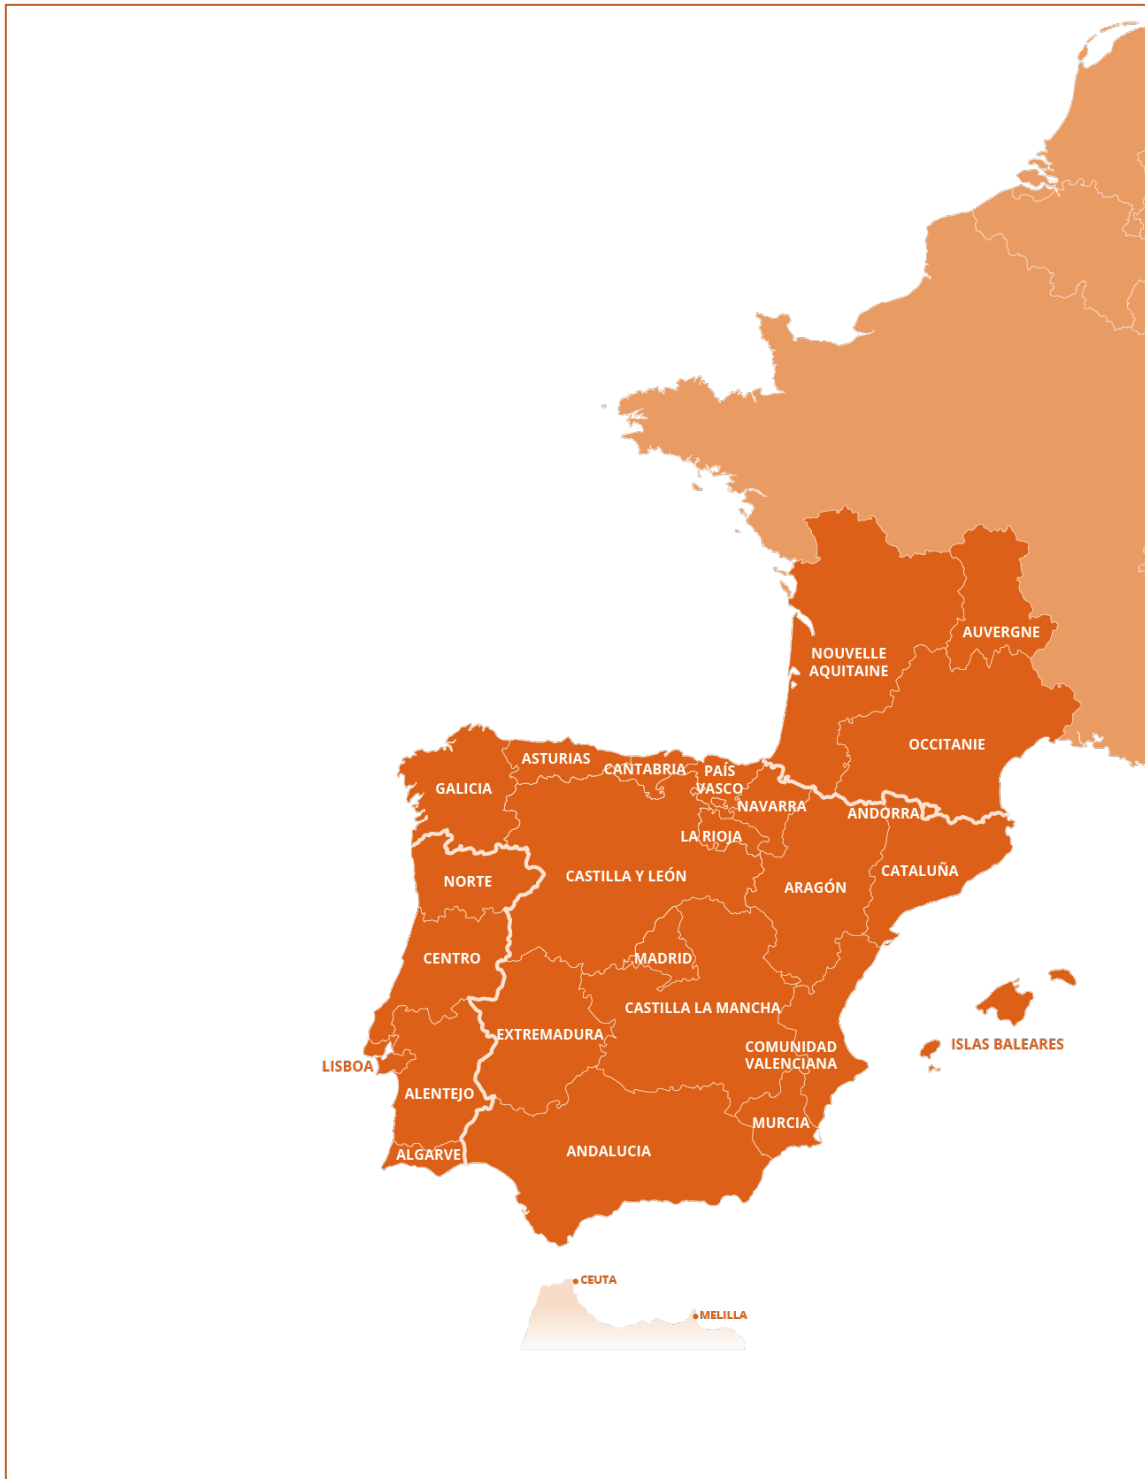 AUVERGNE
NOUVELLE
AQUITAINE
OCCITANIE
ASTURIAS
CANTABRIA
PAÍS
VASCO
GALICIA
NAVARRA
ANDORRA
LA RIOJA
CATALUÑA
NORTE
CASTILLA Y LEÓN
ARAGÓN
CENTRO
MADRID
CASTILLA LA MANCHA
EXTREMADURA
COMUNIDAD
VALENCIANA
ISLAS BALEARES
LISBOA
ALENTEJO
MURCIA
ANDALUCIA
ALGARVE
CEUTA
MELILLA